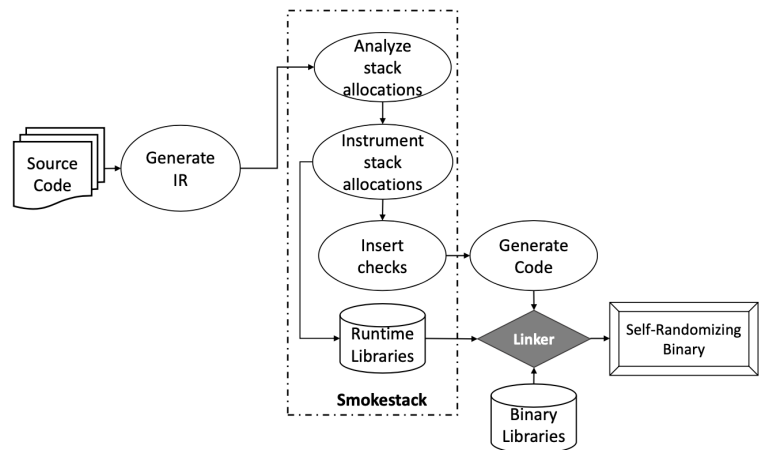 Source
Code
Generate
IR
Analyze
stack
allocations
Instrument
stack
allocations
Insert
checks
Generate
Code
Runtime
Libraries
Smokestack
Linker
Binary
Libraries
Self-Randomizing
Binary